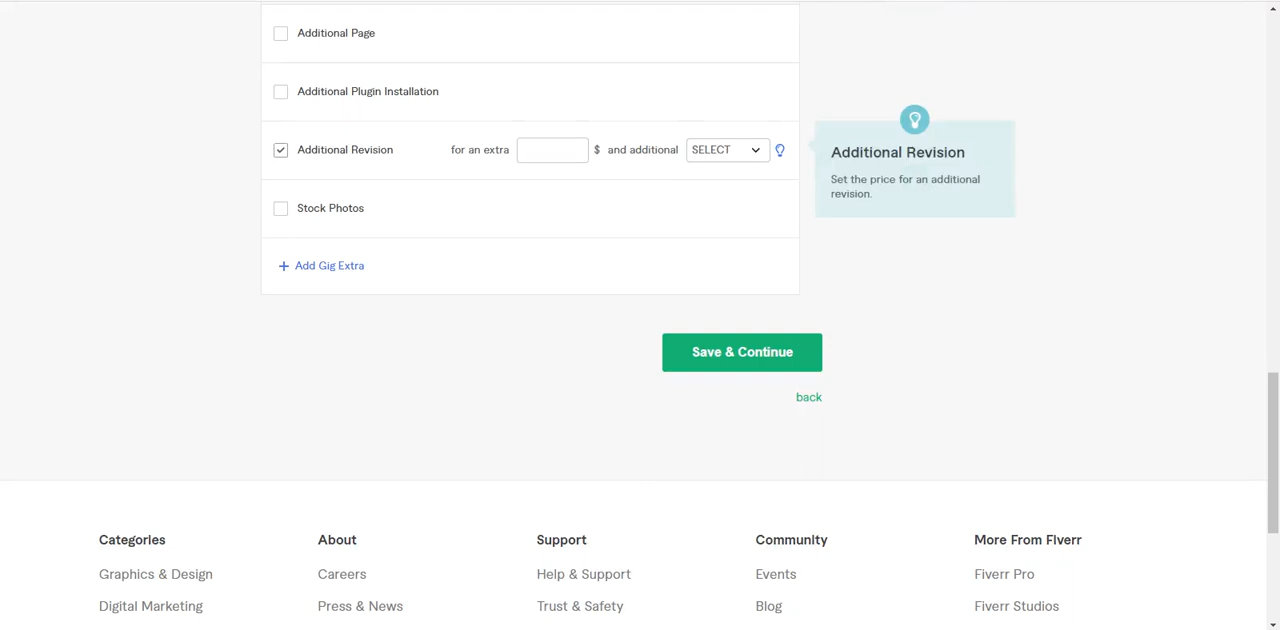 Additional Page
Additional Plugin Installation
Additional Revision for an extra $ and additional SELECT
Additional Revision
Set the price for an additional
revision.
Stock Photos
+ Add Gig Extra
Save & Continue
back
Categories About Support Community More From Fiverr
Graphics & Design Careers Help & Support Events Fiverr Pro
Digital Marketing Press & News Trust & Safety Blog Fiverr Studios